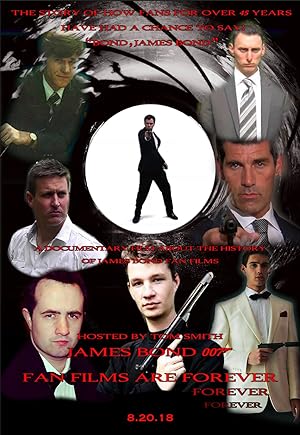 THE STORY OF HOW FANS FOR OVER 45 YEARS
HAVE HAD A CHANCE TO SAY
"BOND, JAMES BOND"
A DOCUMENTARY FILM ABOUT THE HISTORY
OF JAMES BOND FAN FILMS
HOSTED BY TOM SMITH
JAMES BOND 007
FAN FILMS ARE FOREVER
FOREVER
FOREVER
8.20.18